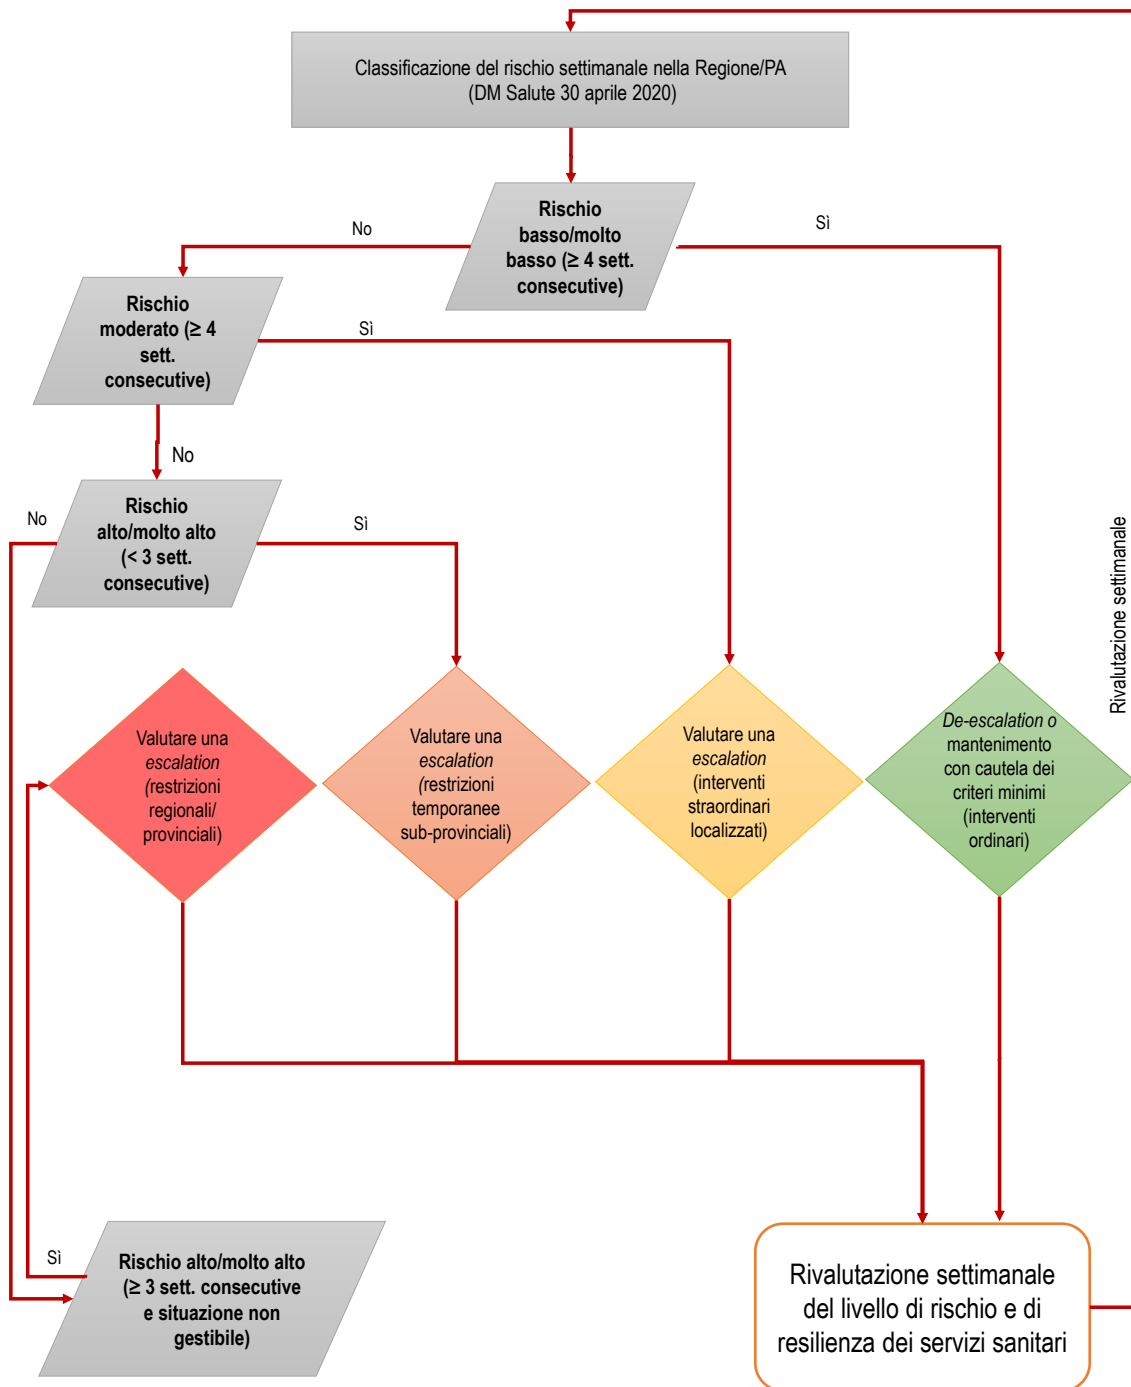 Classificazione del rischio settimanale nella Regione/PA
(DM Salute 30 aprile 2020)
Rischio
basso/molto
basso (≥ 4 sett.
consecutive)
No
Sì
Rischio
moderato (≥ 4
sett.
consecutive)
Sì
No
Rischio
alto/molto alto
(< 3 sett.
consecutive)
No
Sì
Rivalutazione settimanale
Valutare una
escalation
(restrizioni
regionali/
provinciali)
Valutare una
escalation
(restrizioni
temporanee
sub-provinciali)
Valutare una
escalation
(interventi
straordinari
localizzati)
De-escalation o
mantenimento
con cautela dei
criteri minimi
(interventi
ordinari)
Sì
Rischio alto/molto alto
(≥ 3 sett. consecutive
e situazione non
gestibile)
Rivalutazione settimanale
del livello di rischio e di
resilienza dei servizi sanitari